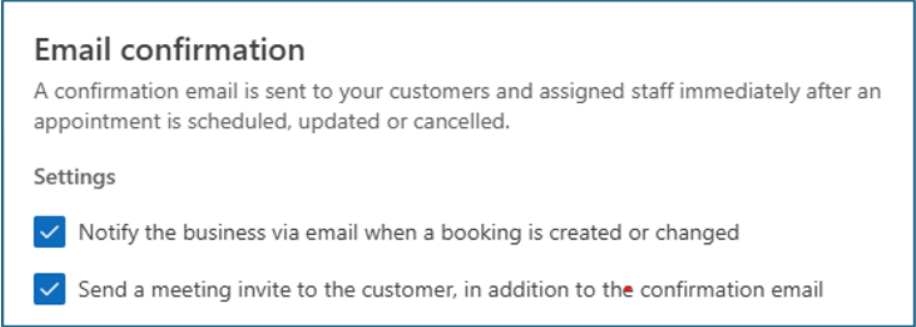 Email confirmation
A confirmation email is sent to your customers and assigned staff immediately after an
appointment is scheduled, updated or cancelled.
Settings
Notify the business via email when a booking is created or changed
Send a meeting invite to the customer, in addition to the confirmation email